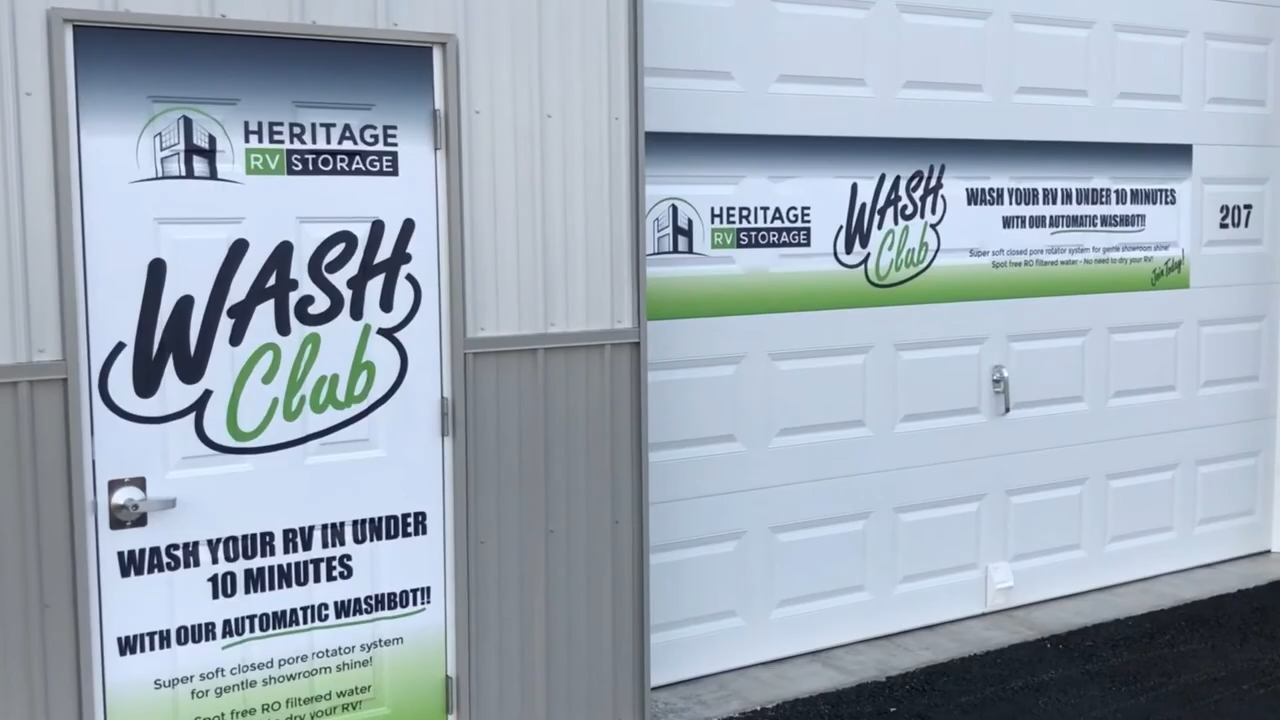 HERITAGE
RV STORAGE
WASH
Club
WASH YOUR RV IN UNDER
10 MINUTES
WITH OUR AUTOMATIC WASHBOT!!
Super soft closed pore rotator system
for gentle showroom shine!
Spot free RO filtered water
dry your RV!
HERITAGE
RV STORAGE
WASH
Club
WASH YOUR RV IN UNDER 10 MINUTES
WITH OUR AUTOMATIC WASHBOT!!
Super soft closed pore rotator system for gentle showroom shine!
Spot free RO filtered water - No need to dry your RV!
Join Today!
207